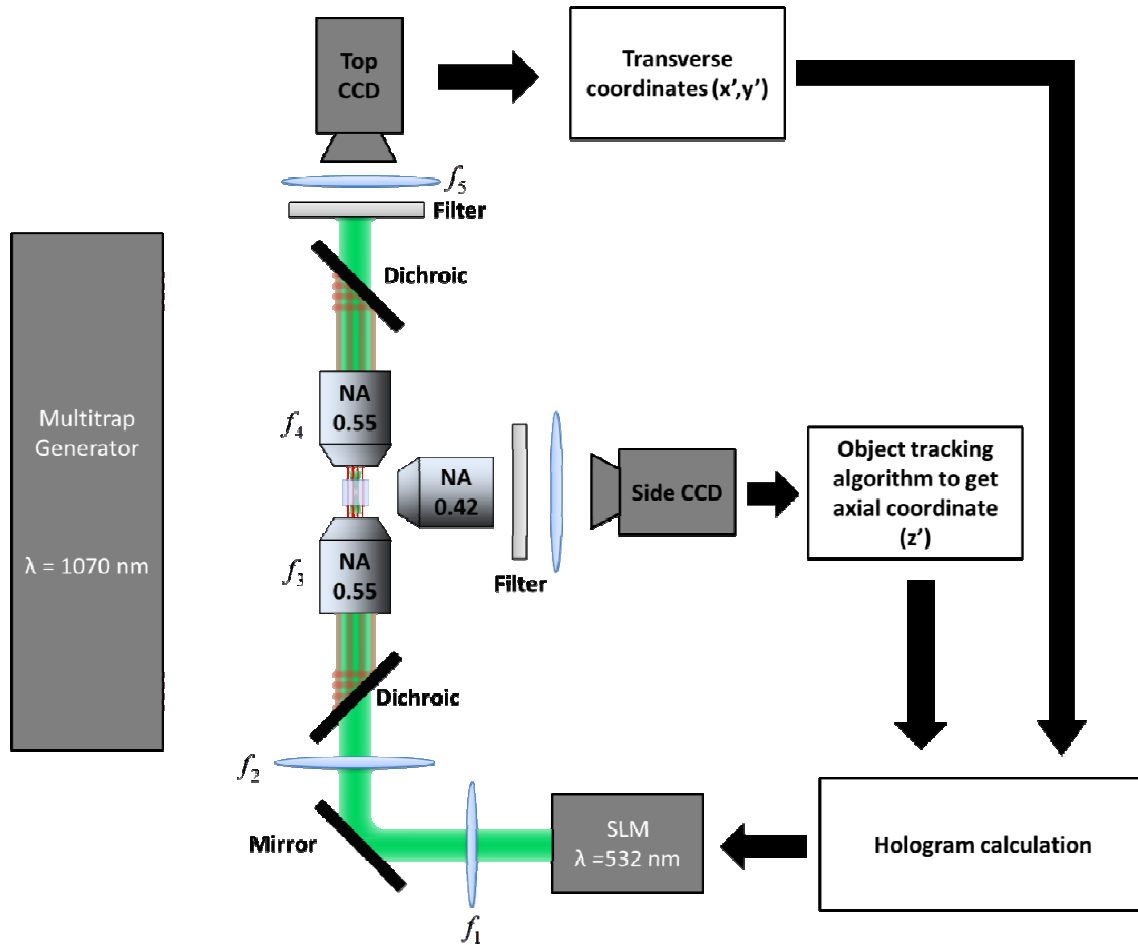 Top
CCD
Transverse
coordinates (x’,y’)
f5
Filter
Dichroic
Multitrap
Generator
λ = 1070 nm
NA
0.55
f4
NA
0.42
Side CCD
Object tracking
algorithm to get
axial coordinate
(z’)
Filter
f3
NA
0.55
Dichroic
f2
Mirror
f1
SLM
λ =532 nm
Hologram calculation